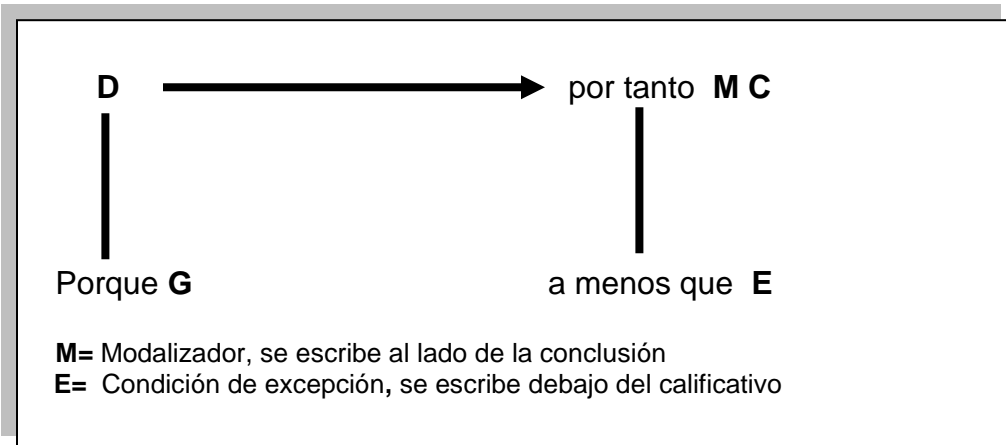 D por tanto M C
Porque G a menos que E
M= Modalizador, se escribe al lado de la conclusión
E= Condición de excepción, se escribe debajo del calificativo